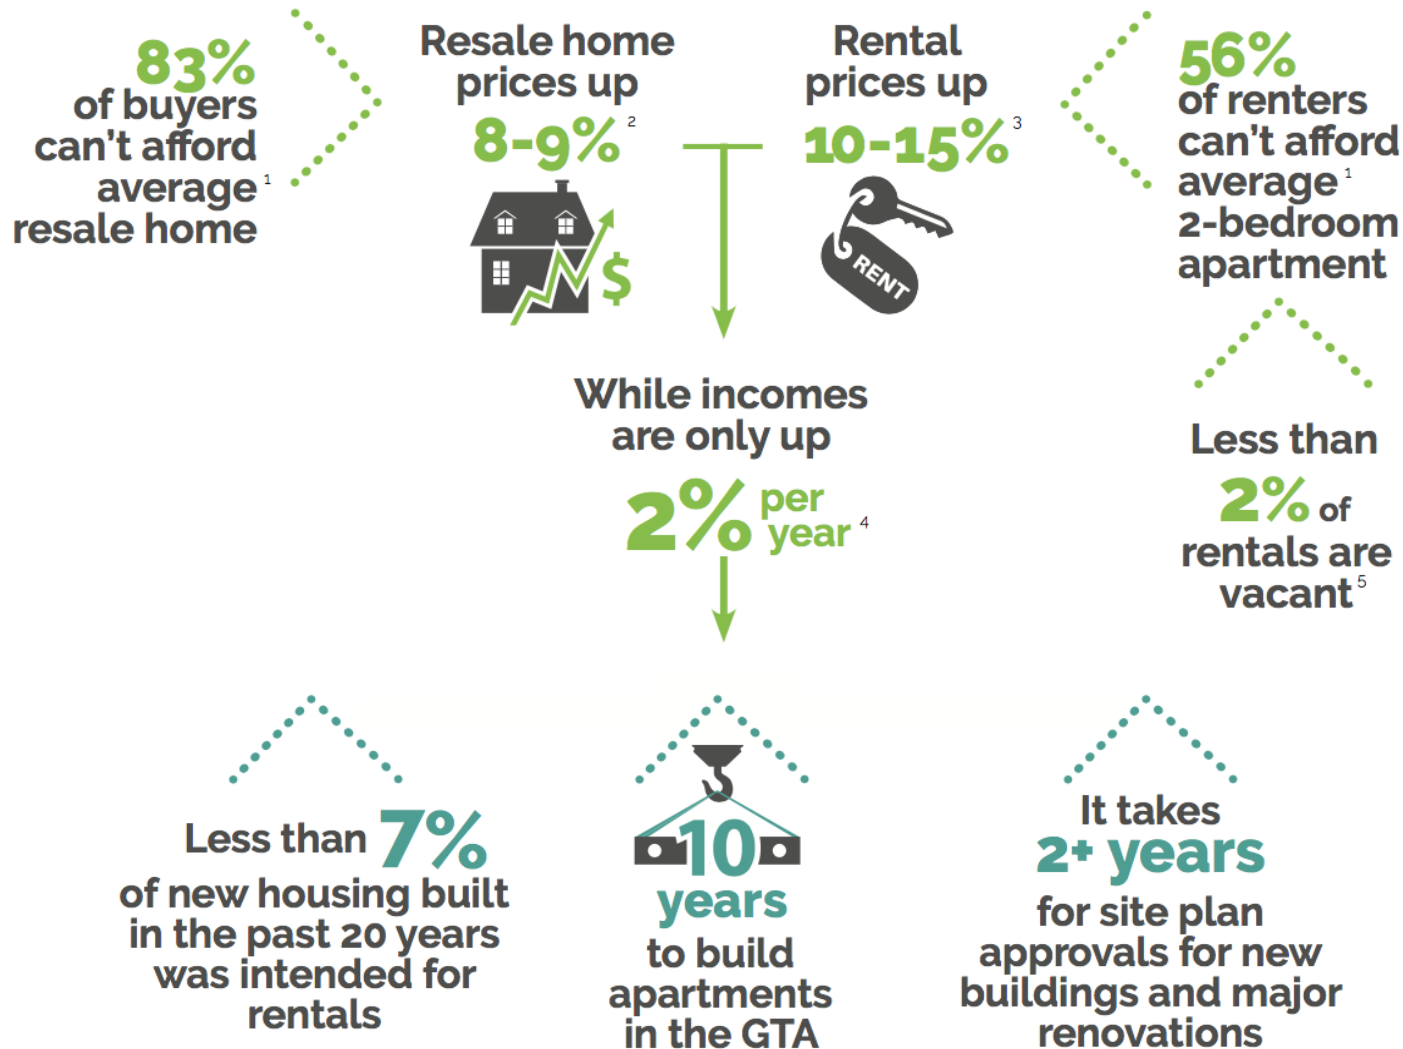 83%
of buyers
can't afford
average 1
resale home
Resale home
prices up
8-9% 2
$
Rental
prices up
10-15% 3
RENT
56%
of renters
can't afford
average 1
2-bedroom
apartment
While incomes
are only up
2% per
year 4
Less than
2% of
rentals are
vacant 5
Less than 7%
of new housing built
in the past 20 years
was intended for
rentals
10
years
to build
apartments
in the GTA
It takes
2+ years
for site plan
approvals for new
buildings and major
renovations